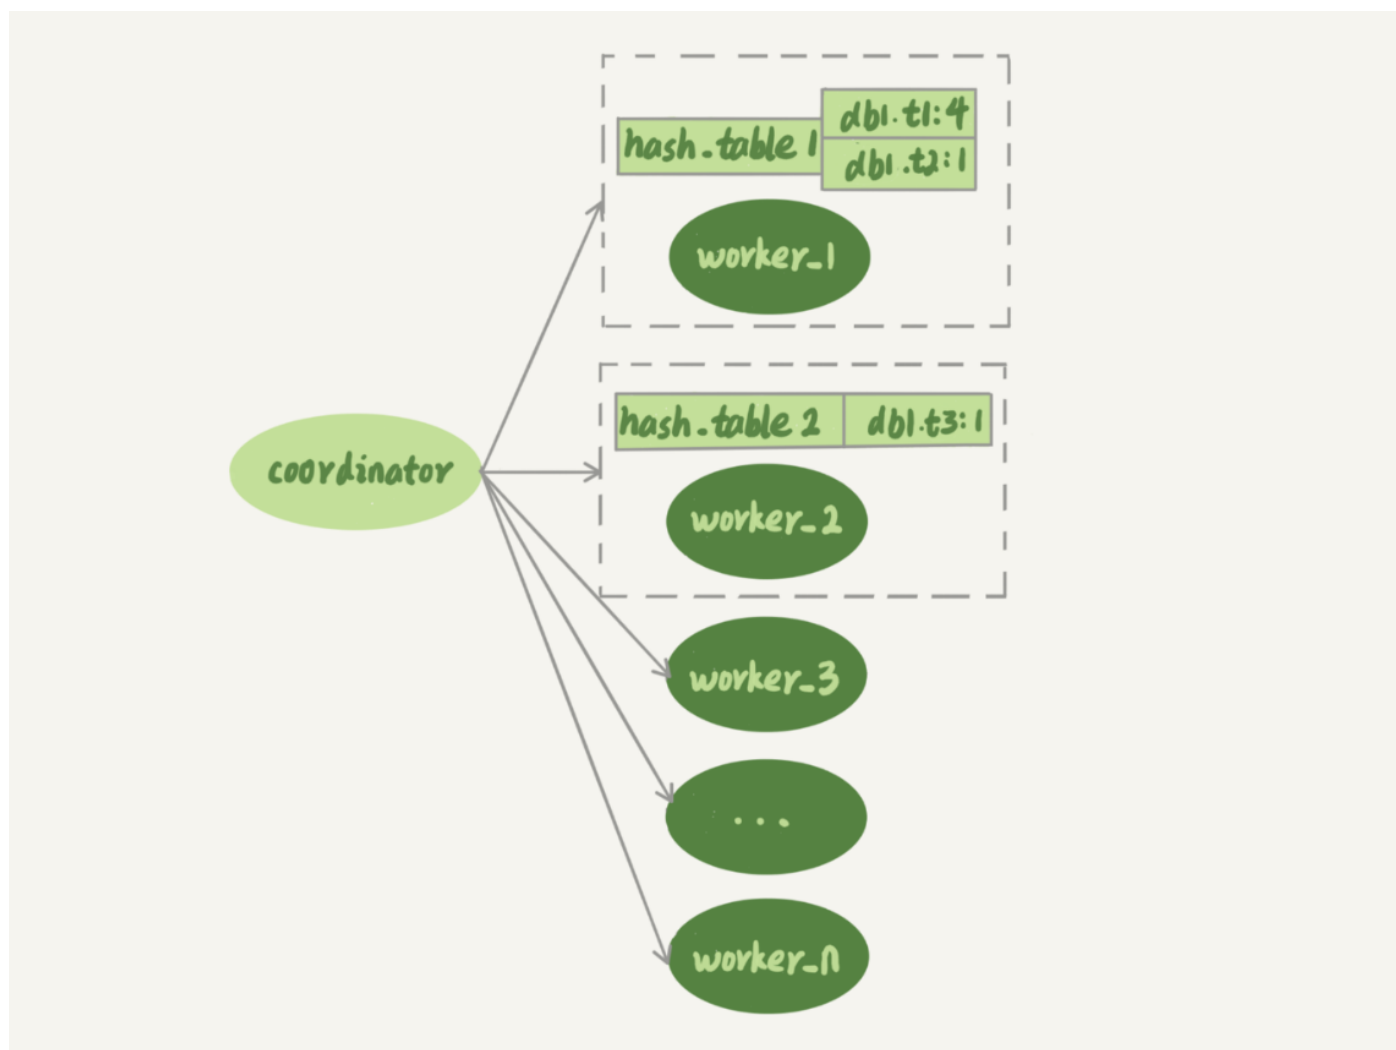 db1.t1:4
hash_table 1
db1.t2:1
worker_1
hash_table 2
db1.t3:1
coordinator
worker_2
worker_3
...
worker_n